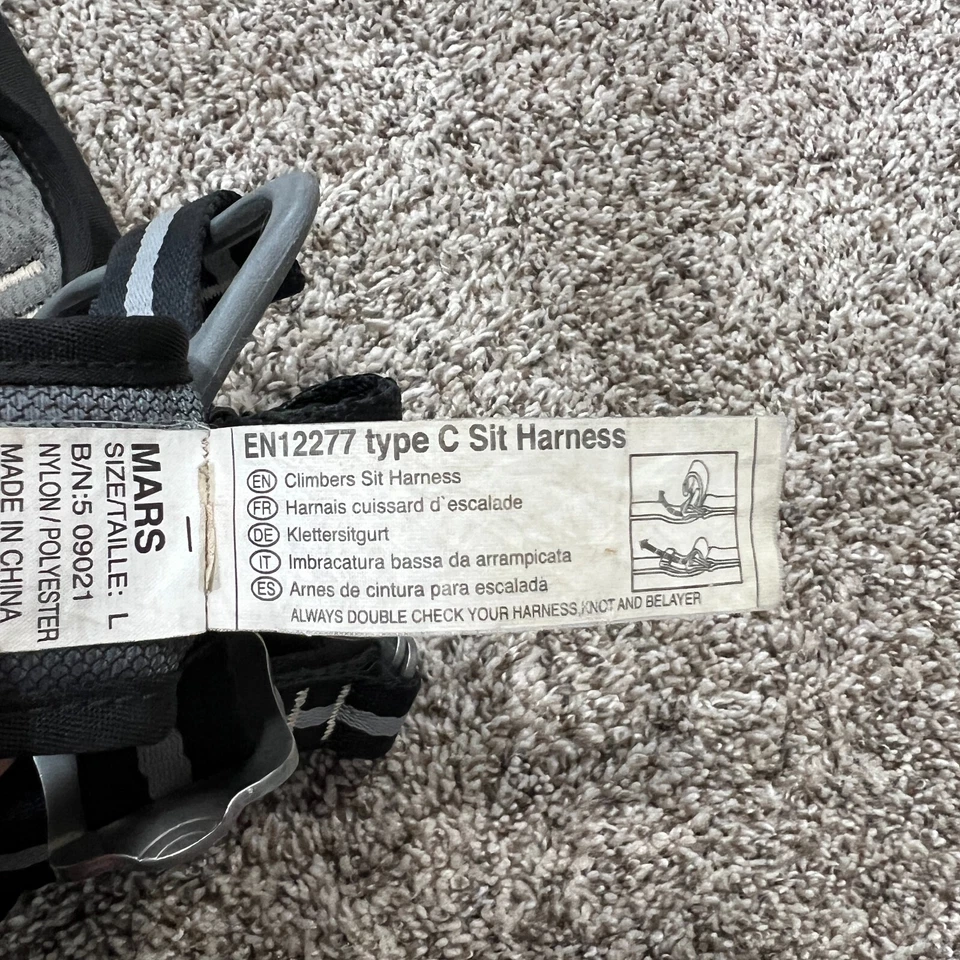 MARS
SIZE/TAILLE: L
B/N:5 09021
NYLON/POLYESTER
MADE IN CHINA
EN12277 type C Sit Harness
EN Climbers Sit Harness
FR Harnais cuissard d`escalade
DE Klettersitgurt
IT Imbracatura bassa da arrampicata
ES Arnes de cintura para escalada
ALWAYS DOUBLE CHECK YOUR HARNESS,KNOT AND BELAYER